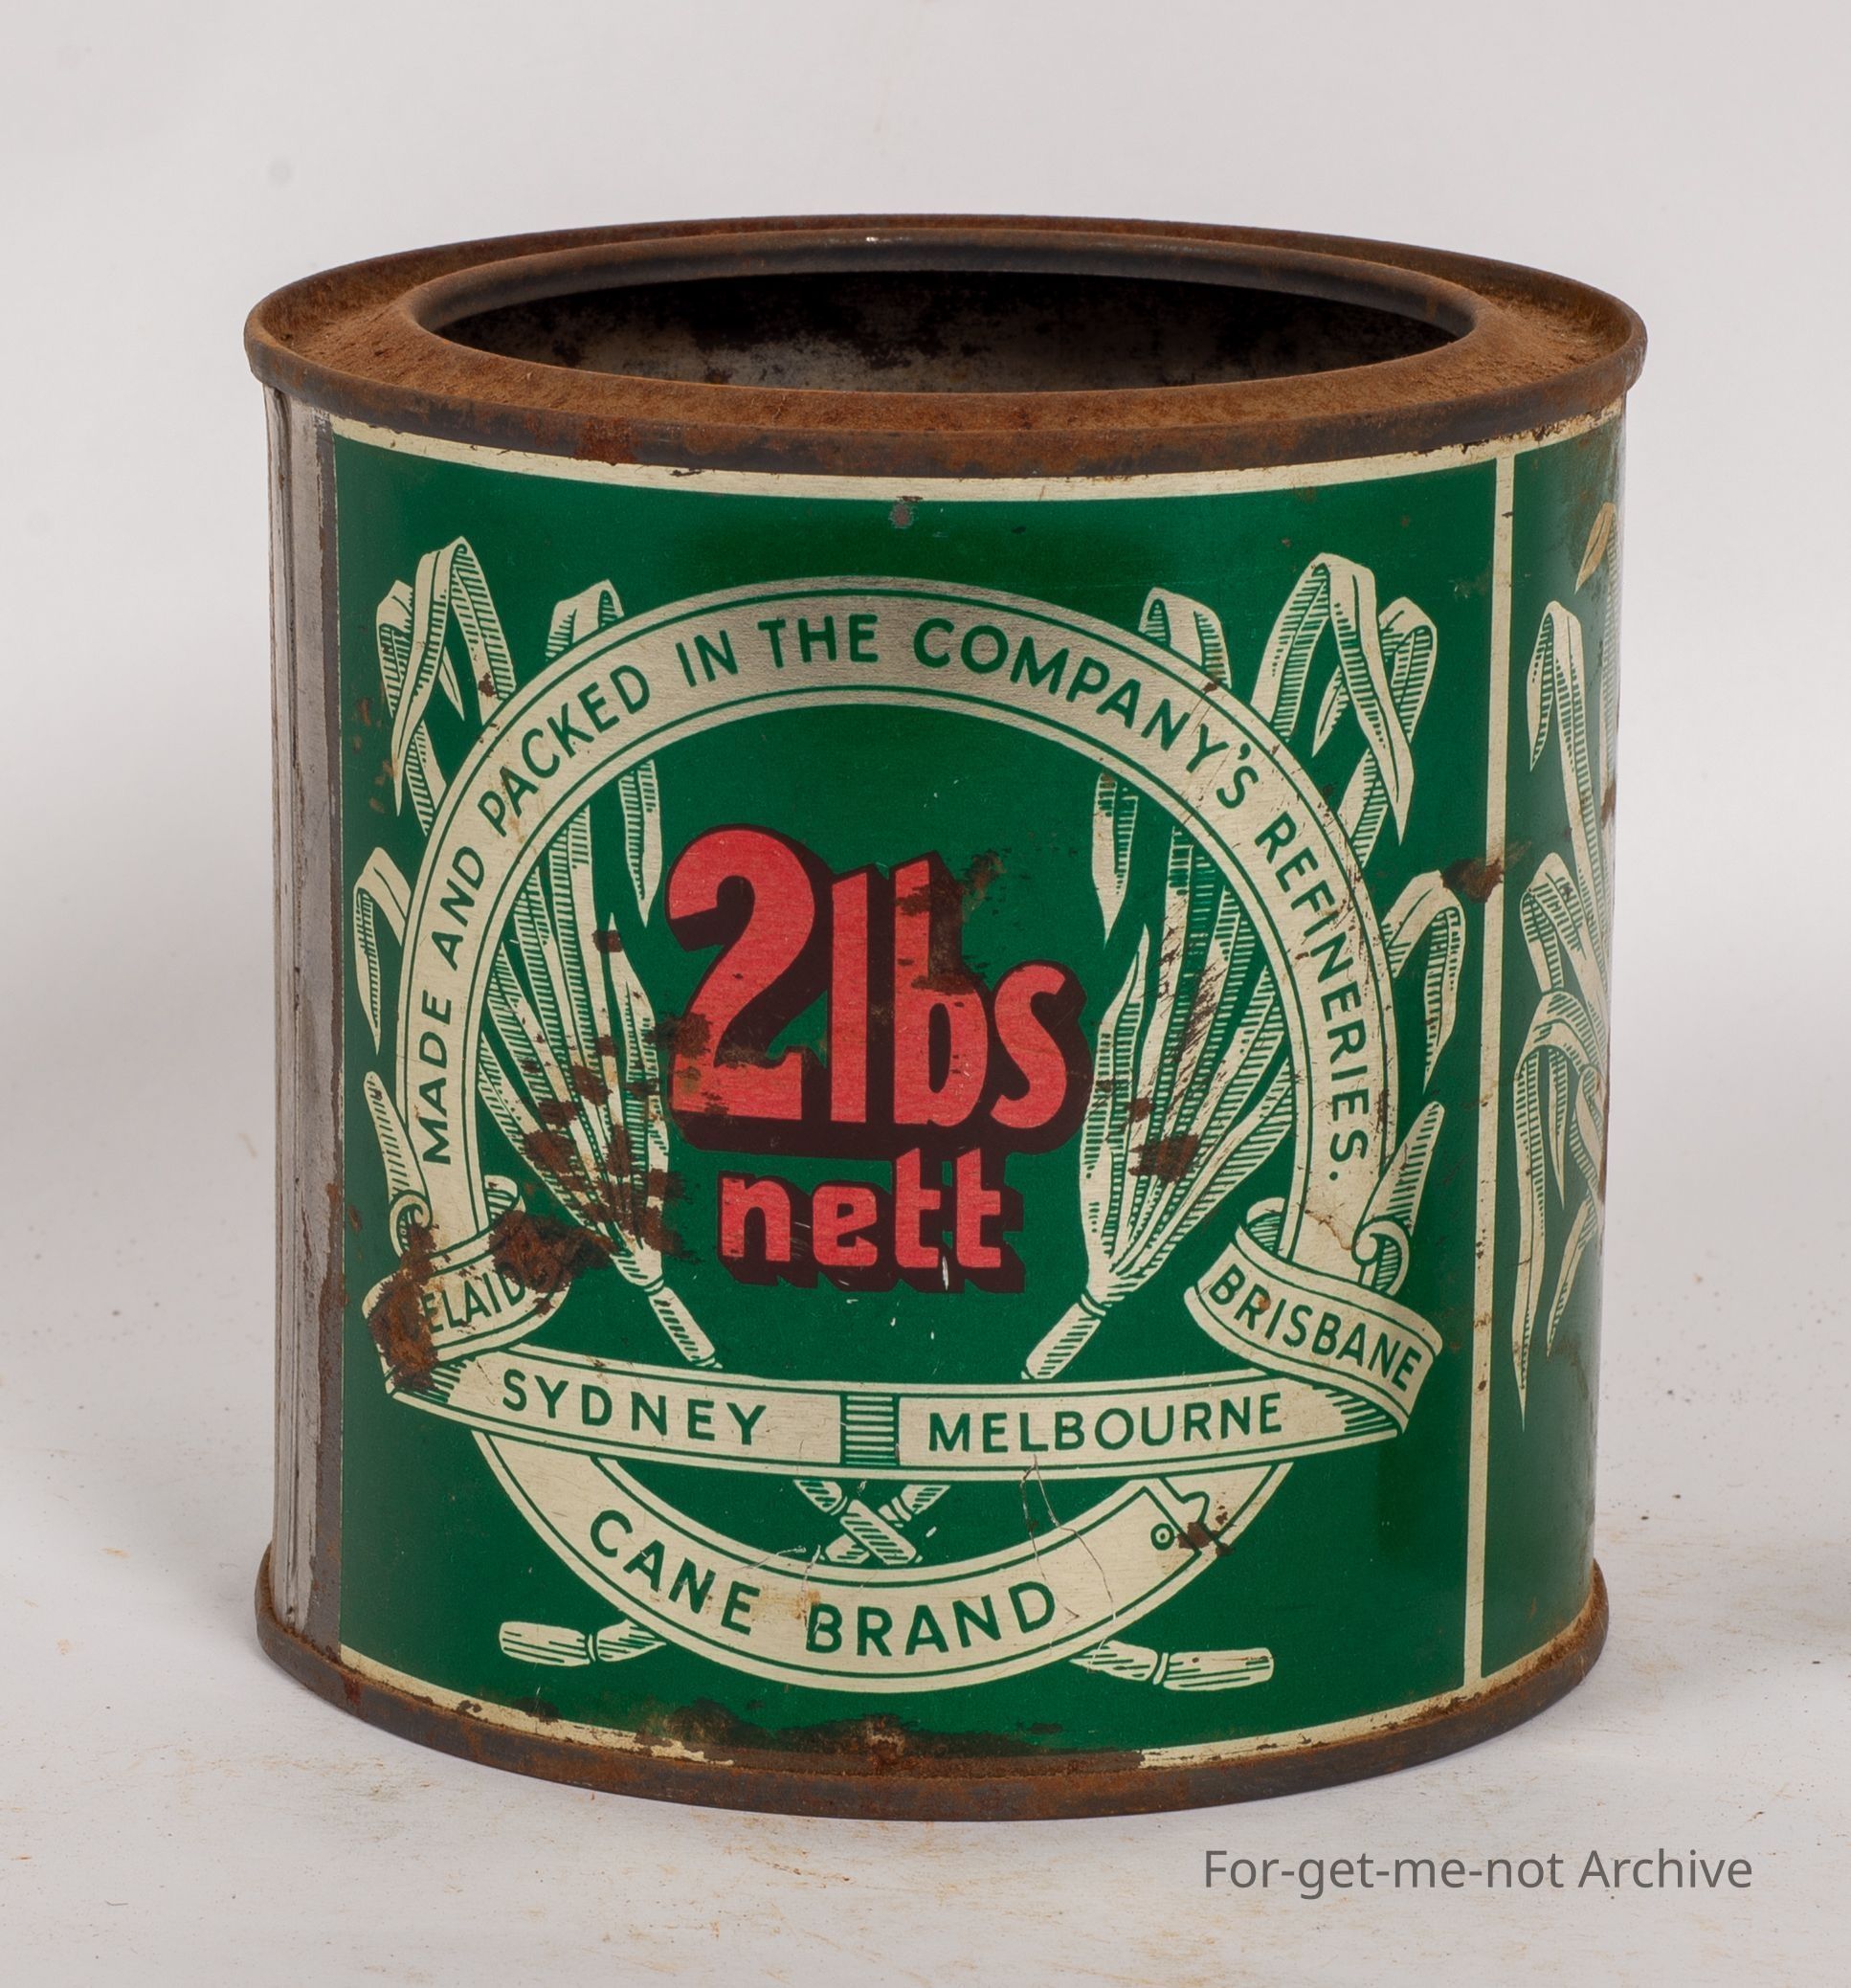 MADE AND PACKED IN THE COMPANY'S REFINERIES.
2lbs
nett
BRISBANE
SYDNEY MELBOURNE
CANE BRAND
For-get-me-not Archive